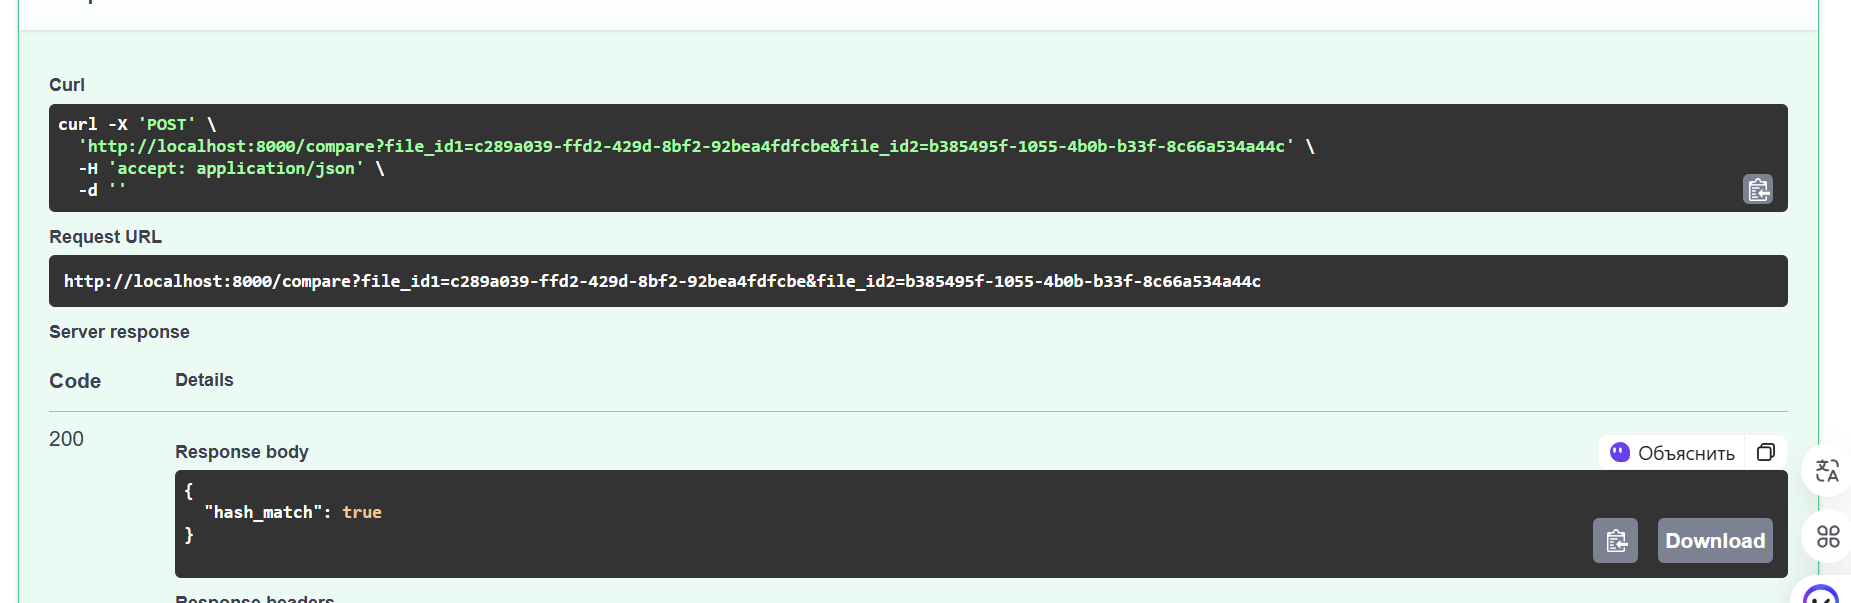 Curl
curl -X 'POST' \
'http://localhost:8000/compare?file_id1=c289a039-ffd2-429d-8bf2-92bea4fdfcbe&file_id2=b385495f-1055-4b0b-b33f-8c66a534a44c' \
-H 'accept: application/json' \
-d ''
Request URL
http://localhost:8000/compare?file_id1=c289a039-ffd2-429d-8bf2-92bea4fdfcbe&file_id2=b385495f-1055-4b0b-b33f-8c66a534a44c
Server response
Code Details
200
Response body
Объяснить
{
"hash_match": true
}
Download
Response headers